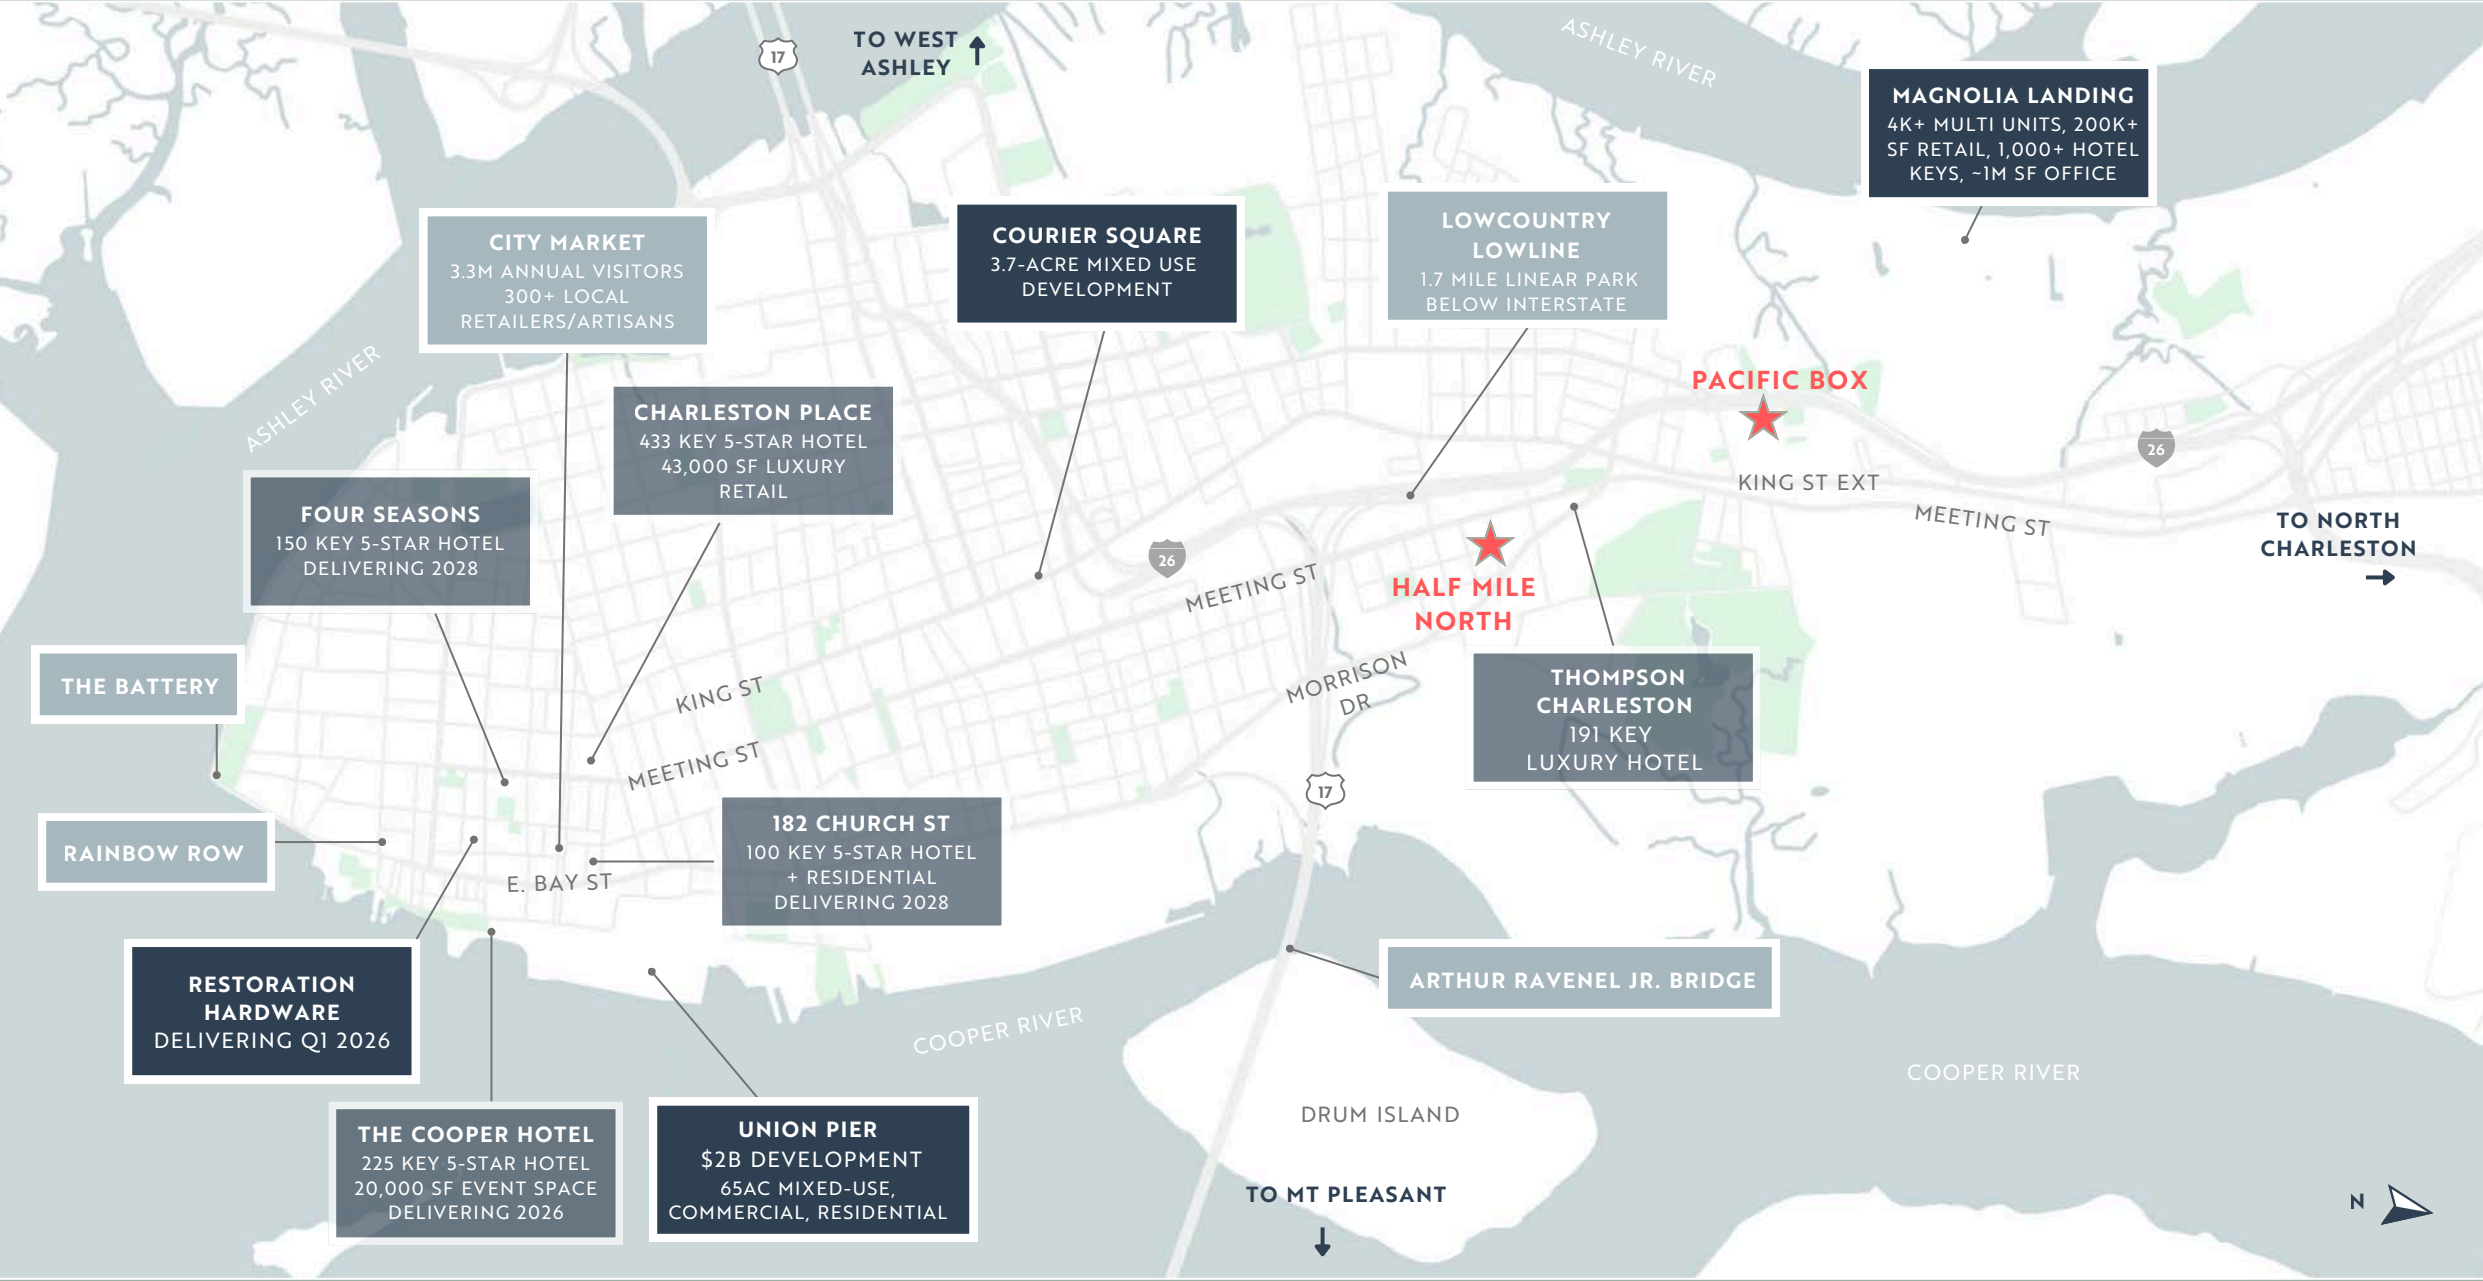 17
TO WEST
ASHLEY
ASHLEY RIVER
MAGNOLIA LANDING
4K+ MULTI UNITS, 200K+
SF RETAIL, 1,000+ HOTEL
KEYS, ~1M SF OFFICE
CITY MARKET
3.3M ANNUAL VISITORS
300+ LOCAL
RETAILERS/ARTISANS
COURIER SQUARE
3.7-ACRE MIXED USE
DEVELOPMENT
LOWCOUNTRY
LOWLINE
1.7 MILE LINEAR PARK
BELOW INTERSTATE
ASHLEY RIVER
CHARLESTON PLACE
433 KEY 5-STAR HOTEL
43,000 SF LUXURY
RETAIL
PACIFIC BOX
26
KING ST EXT
MEETING ST
TO NORTH
CHARLESTON
FOUR SEASONS
150 KEY 5-STAR HOTEL
DELIVERING 2028
26
MEETING ST
HALF MILE
NORTH
THE BATTERY
KING ST
MORRISON
DR
THOMPSON
CHARLESTON
191 KEY
LUXURY HOTEL
MEETING ST
17
RAINBOW ROW
E. BAY ST
182 CHURCH ST
100 KEY 5-STAR HOTEL
+ RESIDENTIAL
DELIVERING 2028
RESTORATION
HARDWARE
DELIVERING Q1 2026
ARTHUR RAVENEL JR. BRIDGE
COOPER RIVER
COOPER RIVER
THE COOPER HOTEL
225 KEY 5-STAR HOTEL
20,000 SF EVENT SPACE
DELIVERING 2026
UNION PIER
$2B DEVELOPMENT
65AC MIXED-USE,
COMMERCIAL, RESIDENTIAL
DRUM ISLAND
TO MT PLEASANT
N